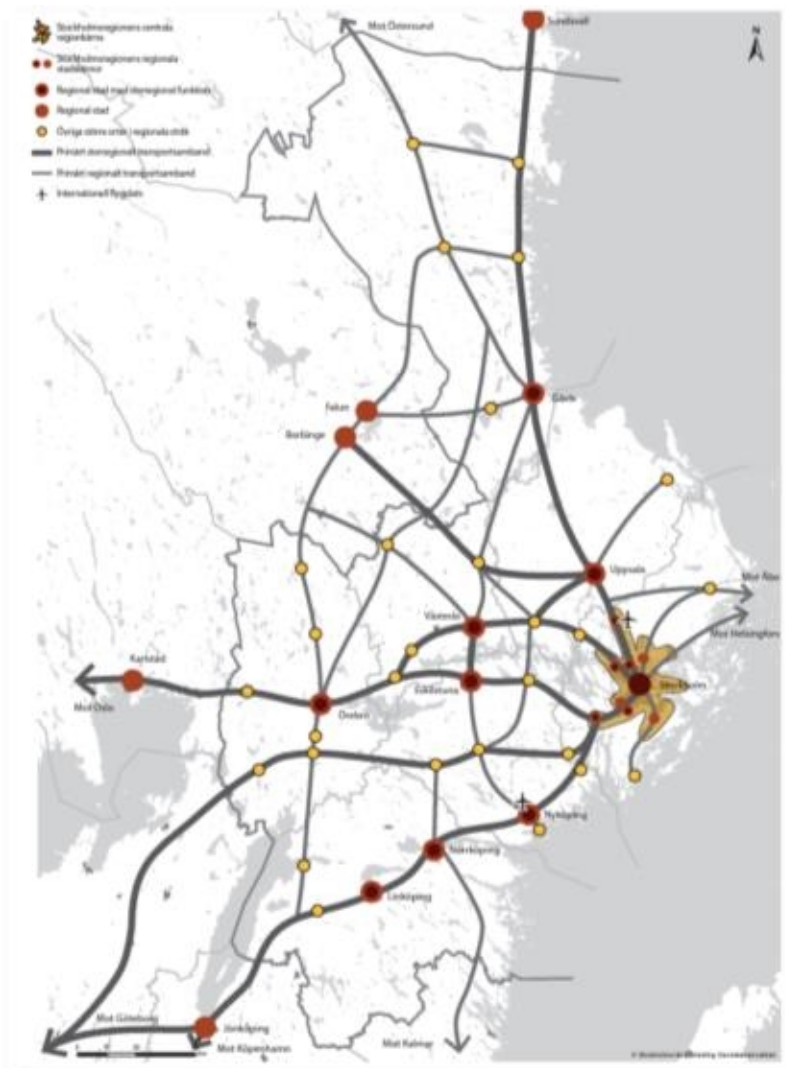 Mot Östersund
Sundsvall
N
Stockholmsregionens centrala
regionkärna
Stockholmsregionens regionala
stadskärnor
Regional stad med storregional funktion
Regional stad
Övriga större orter i regionala stråk
Primärt storregionalt transportsamband
Primärt regionalt transportsamband
Internationell flygplats
Gävle
Falun
Borlänge
Uppsala
Mot Åbo
Västerås
Mot Helsingfors
Karlstad
Stockholm
Eskilstuna
Mot Oslo
Örebro
Nyköping
Norrköping
Linköping
Mot Göteborg
Jönköping
Mot Köpenhamn
Mot Kalmar